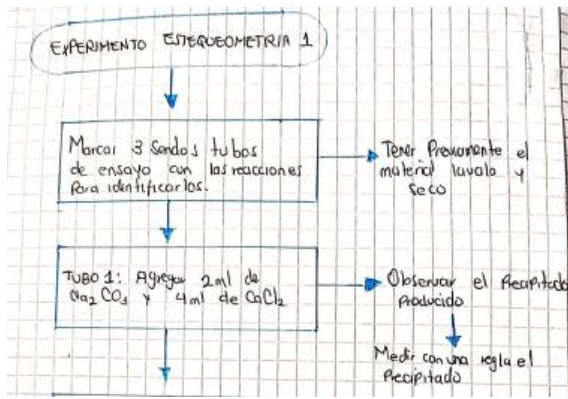 EXPERIMENTO ESTEQUEOMETRIA 1
Marcar 3 Sendos tubos
de ensayo con las reacciones
Para identificarlos.
Tener Previamente el
material lavado y
Seco
TUBO 1: Agregar 2ml de
Na2CO3 y 4ml de CaCl2
Observar el Precipitado
Producido
Medir con una regla el
Precipitado